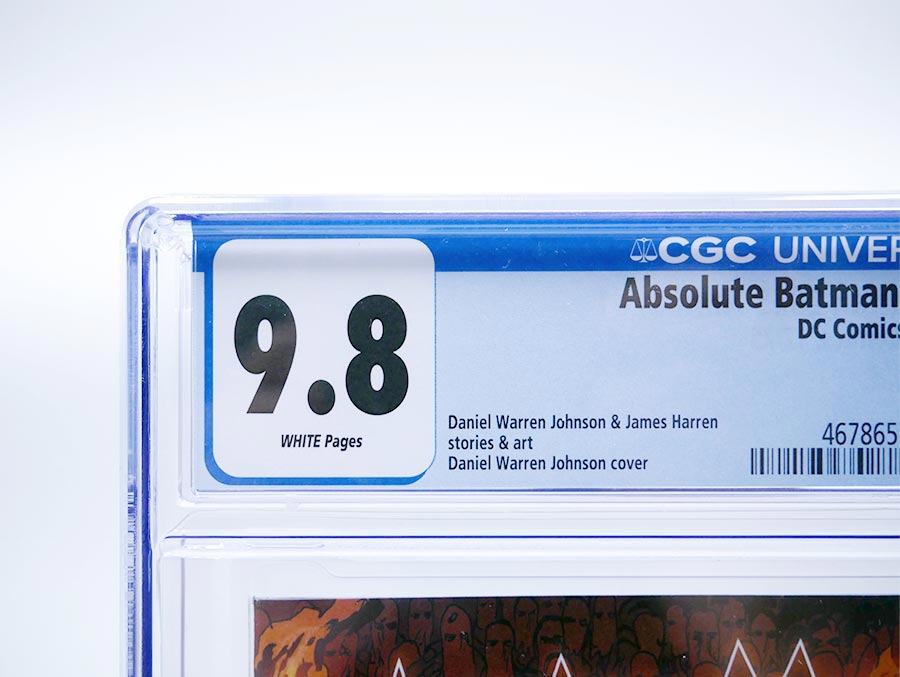 CGC UNIVER
Absolute Batman
DC Comics
9.8
WHITE Pages
Daniel Warren Johnson & James Harren
stories & art
Daniel Warren Johnson cover
467865